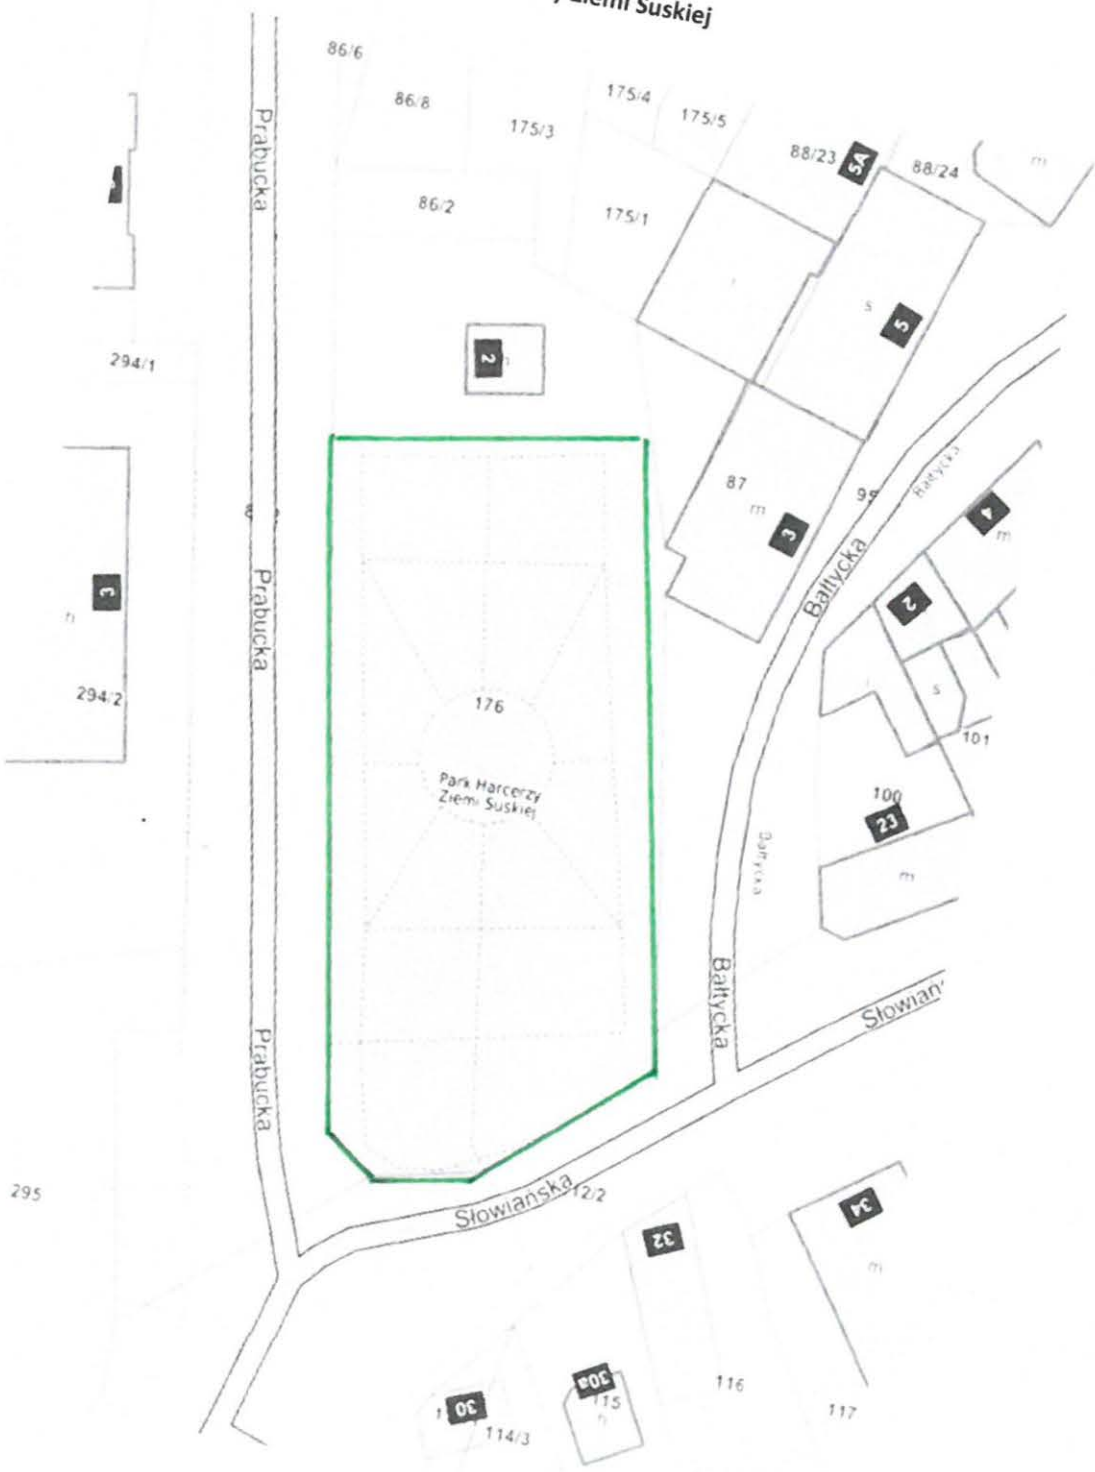 Ziemi Suskiej
86/6
86/8
175/3
175/4
175/5
88/23
5A
88/24
m
Prabucka
86/2
175/1
s
5
294/1
2
87
m
3
95
Bałtycka
4
m
3
h
Prabucka
Bałtycka
2
294/2
176
s
101
Park Harcerzy
Ziemi Suskiej
100
23
Bałtycka
m
Bałtycka
Słowiań
Prabucka
295
Słowiańska
12/2
32
34
m
30a
115
h
116
30
114/3
117